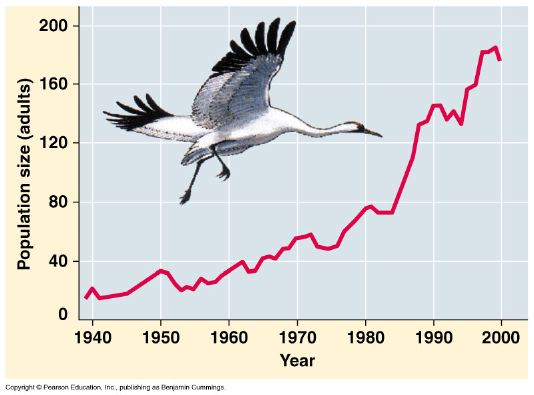 200
160
120
80
40
0
Population size (adults)
1940 1950 1960 1970 1980 1990 2000
Year
Copyright © Pearson Education, Inc., publishing as Benjamin Cummings.